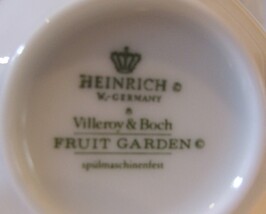 HEINRICH ©
W.-GERMANY
Villeroy & Boch
FRUIT GARDEN ©
spülmaschinenfest